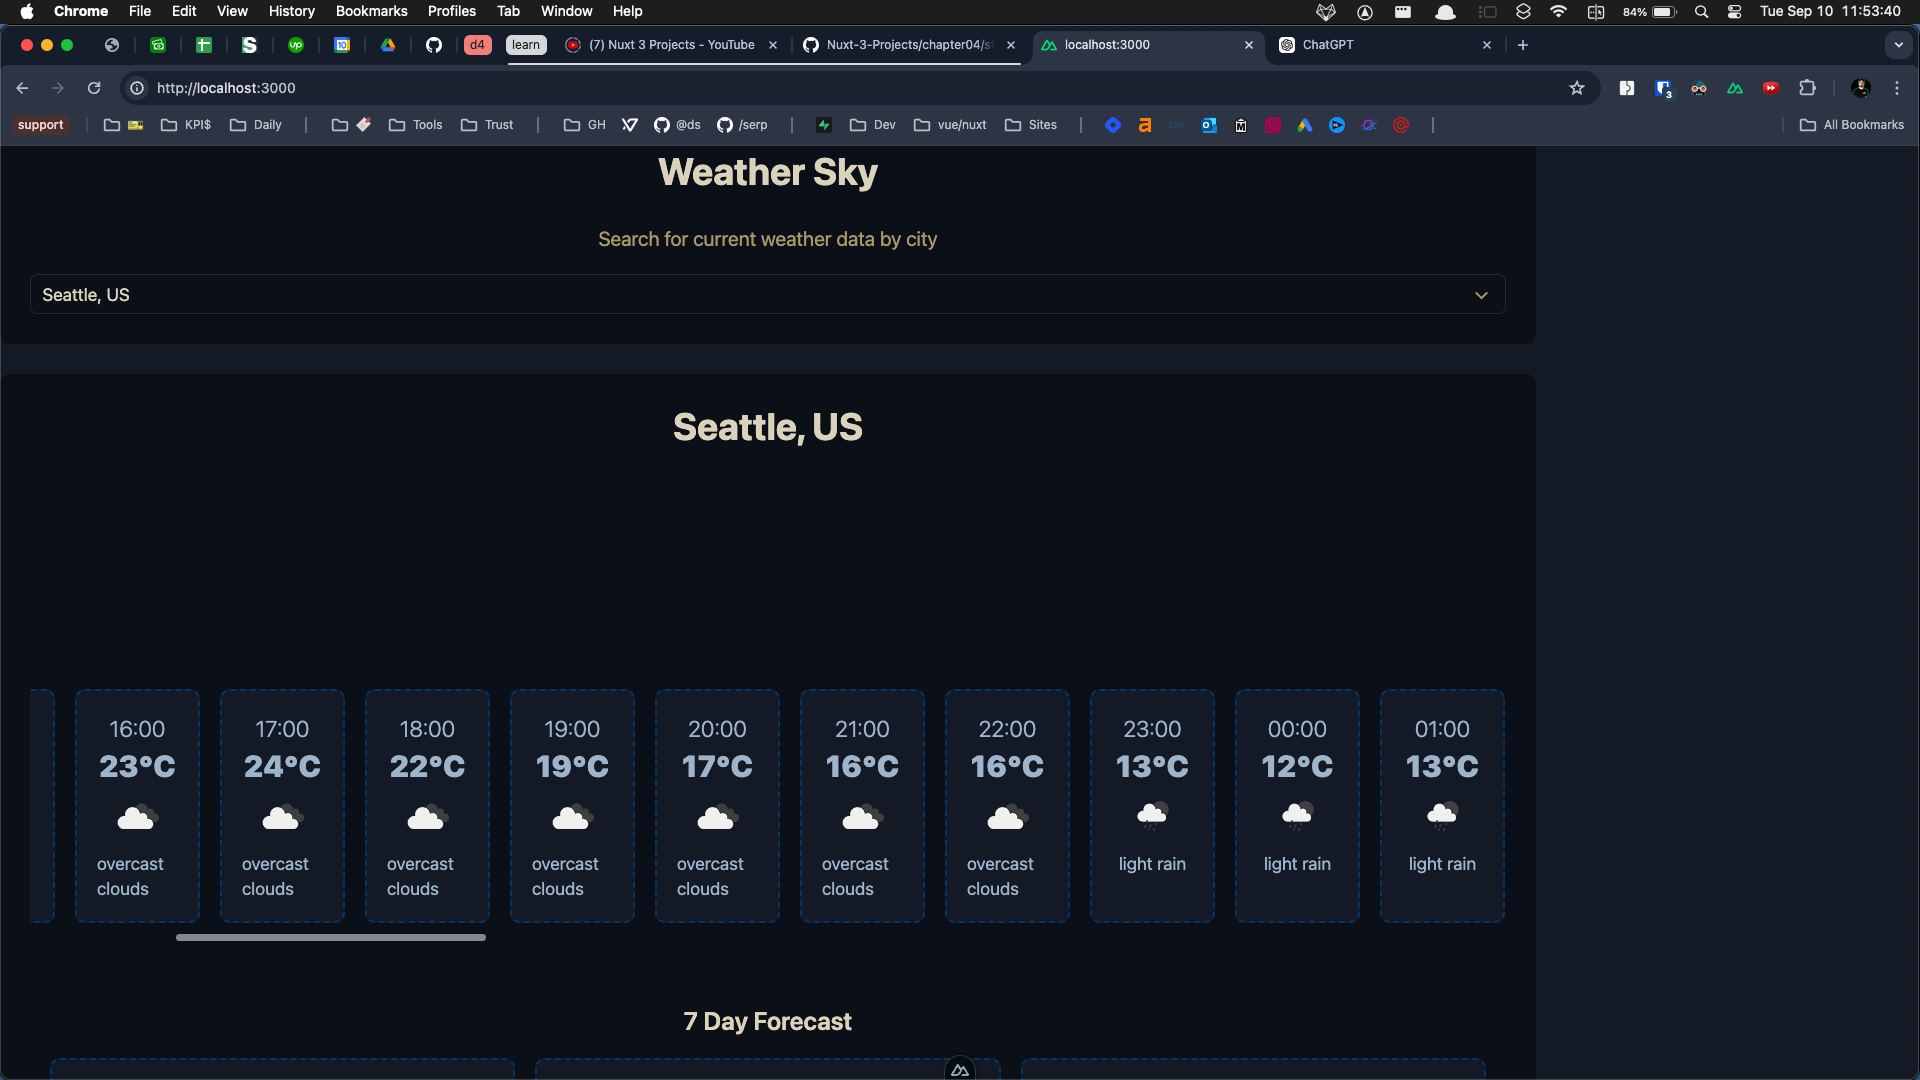 Chrome File Edit View History Bookmarks Profiles Tab Window Help 84% Tue Sep 10 11:53:40
up 10 d4 learn (7) Nuxt 3 Projects - YouTube Nuxt-3-Projects/chapter04/st localhost:3000 ChatGPT
http://localhost:3000 3
support KPI$ Daily Tools Trust GH @ds /serp Dev vue/nuxt Sites All Bookmarks
Weather Sky
Search for current weather data by city
Seattle, US
Seattle, US
16:00 17:00 18:00 19:00 20:00 21:00 22:00 23:00 00:00 01:00
23°C 24°C 22°C 19°C 17°C 16°C 16°C 13°C 12°C 13°C
overcast overcast overcast overcast overcast overcast overcast light rain light rain light rain
clouds clouds clouds clouds clouds clouds clouds
7 Day Forecast